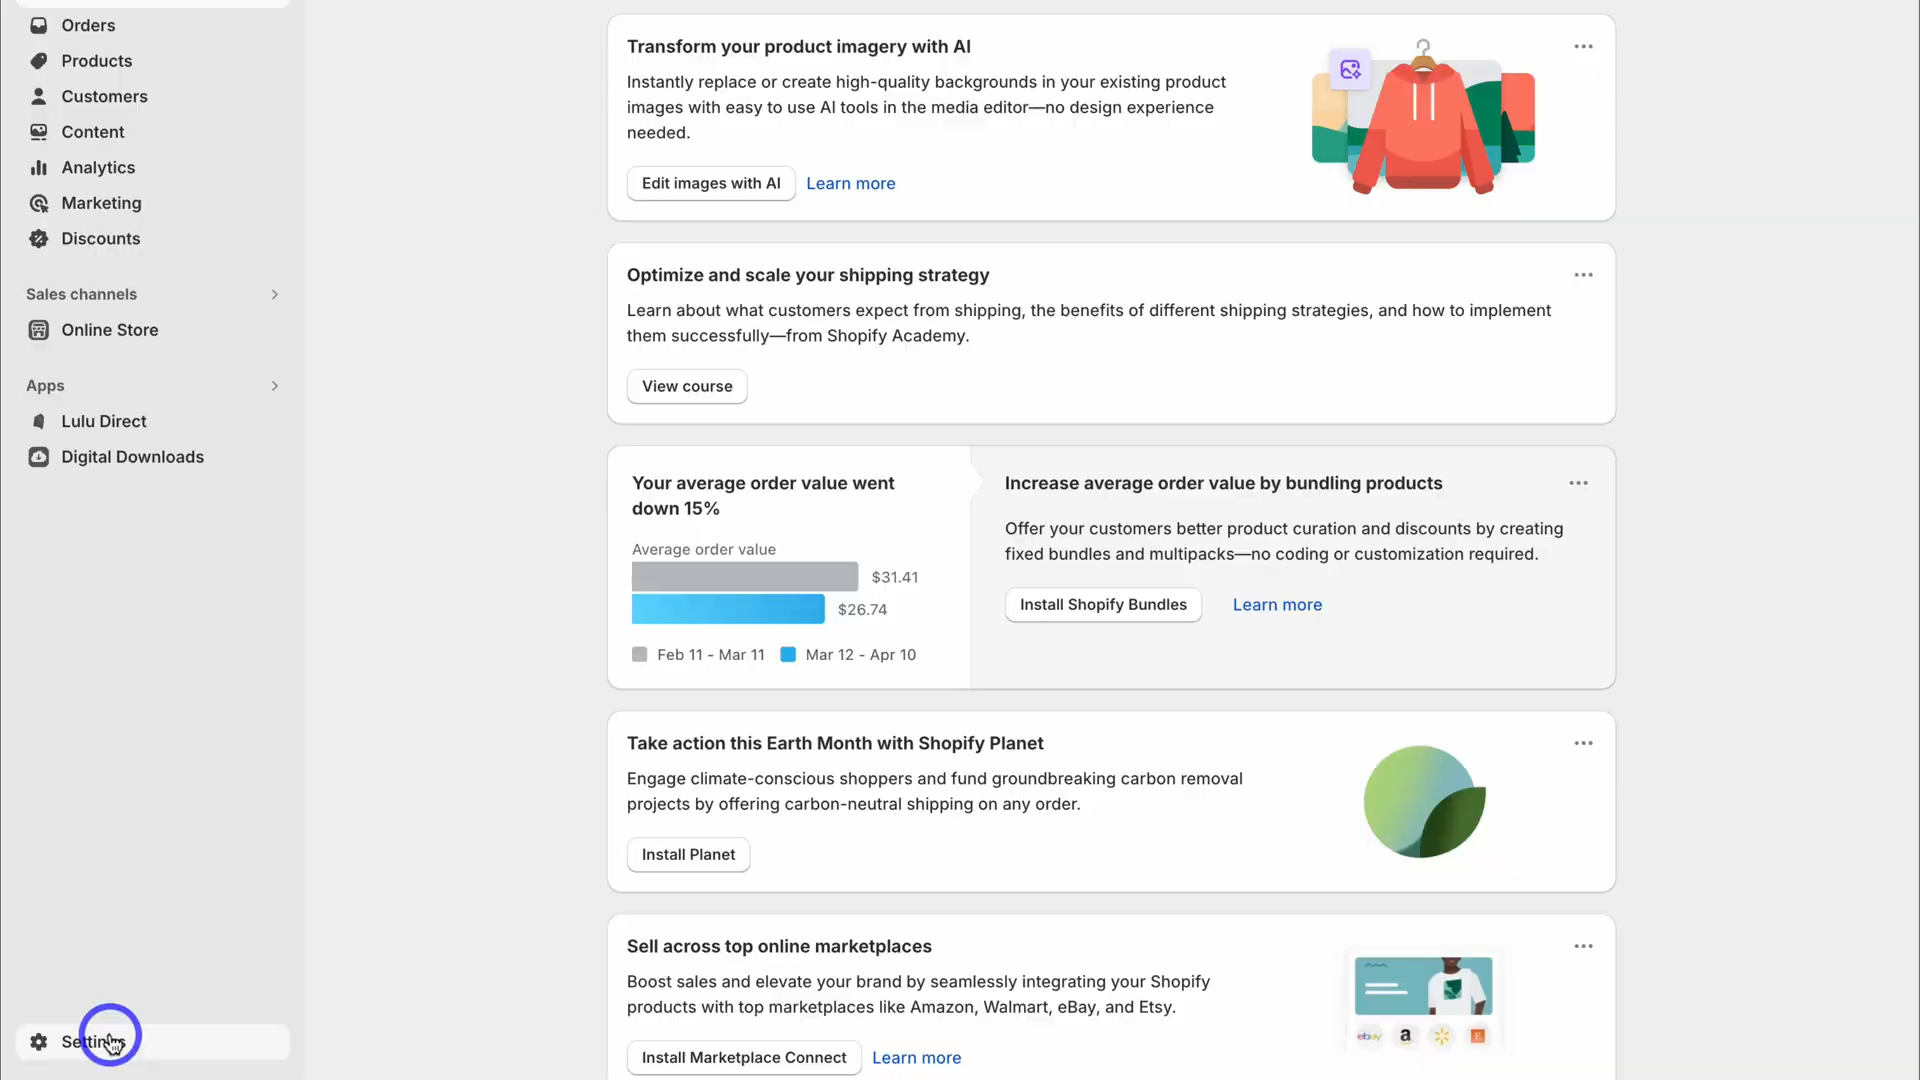 Orders
Products
Customers
Content
Analytics
Marketing
Discounts
Sales channels
Online Store
Apps
Lulu Direct
Digital Downloads
Settings
Transform your product imagery with AI
Instantly replace or create high-quality backgrounds in your existing product
images with easy to use AI tools in the media editor—no design experience
needed.
Edit images with AI Learn more
Optimize and scale your shipping strategy
Learn about what customers expect from shipping, the benefits of different shipping strategies, and how to implement
them successfully—from Shopify Academy.
View course
Your average order value went
down 15%
Average order value
$31.41
$26.74
Feb 11 - Mar 11 Mar 12 - Apr 10
Increase average order value by bundling products
Offer your customers better product curation and discounts by creating
fixed bundles and multipacks—no coding or customization required.
Install Shopify Bundles Learn more
Take action this Earth Month with Shopify Planet
Engage climate-conscious shoppers and fund groundbreaking carbon removal
projects by offering carbon-neutral shipping on any order.
Install Planet
Sell across top online marketplaces
Boost sales and elevate your brand by seamlessly integrating your Shopify
products with top marketplaces like Amazon, Walmart, eBay, and Etsy.
ebay a
Install Marketplace Connect Learn more